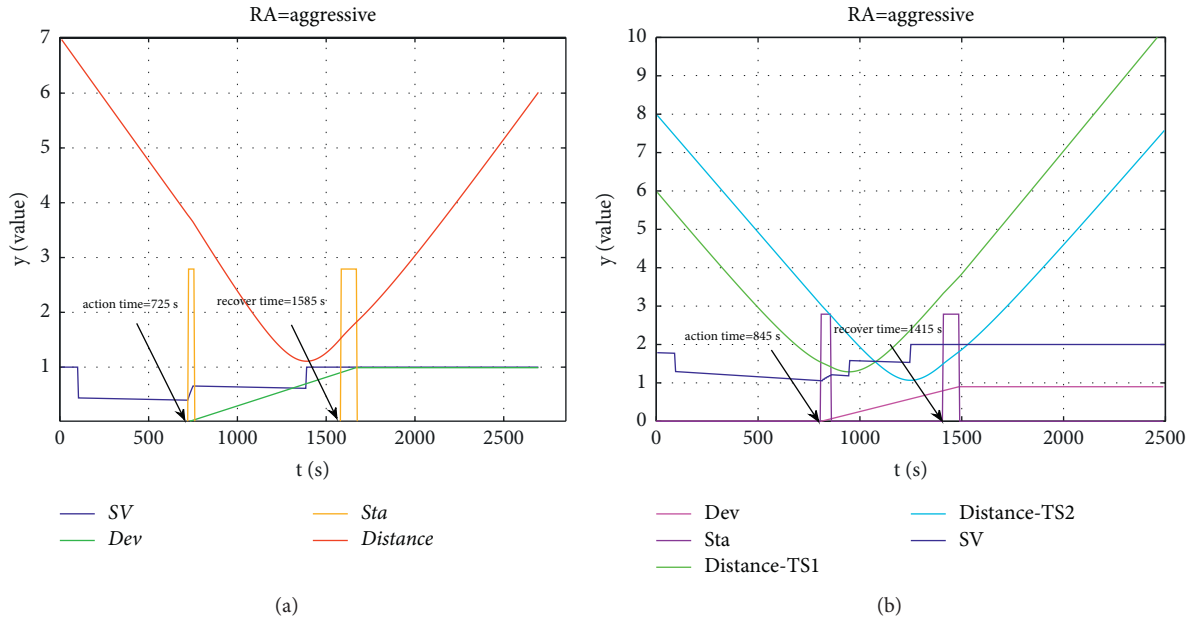 RA=aggressive
7
6
5
4
3
2
1
y (value)
action time=725 s
recover time=1585 s
0
500
1000
1500
2000
2500
t (s)
SV
Dev
Sta
Distance
(a)
RA=aggressive
10
9
8
7
6
5
4
3
2
1
0
y (value)
action time=845 s
recover time=1415 s
0
500
1000
1500
2000
2500
t (s)
Dev
Sta
Distance-TS1
Distance-TS2
SV
(b)